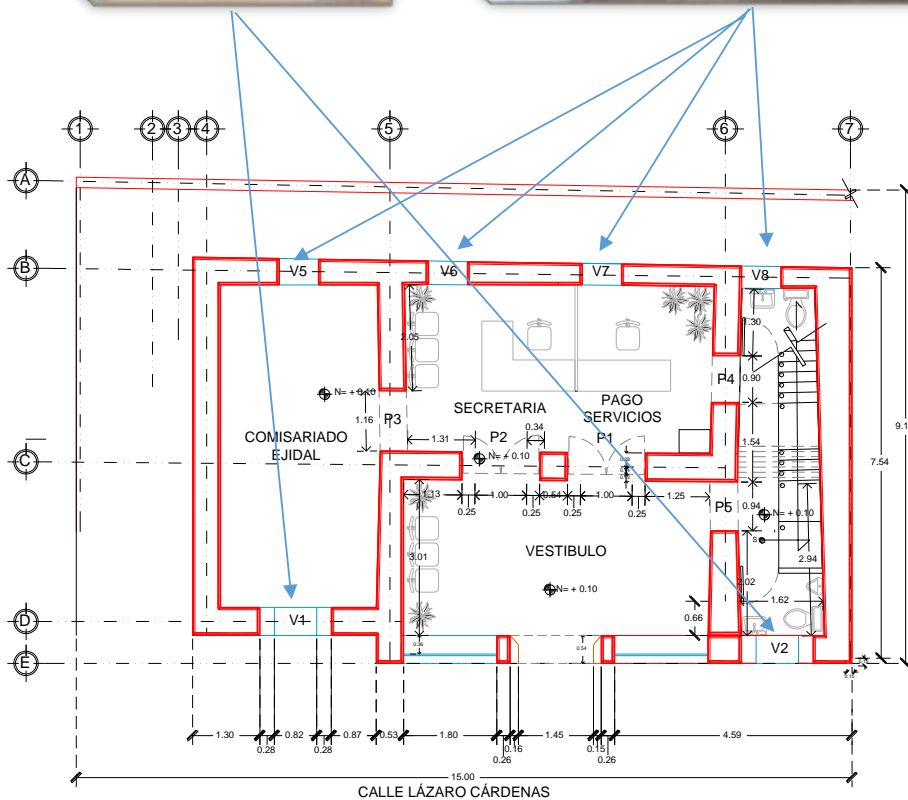 1 2 3 4 5 6 7
A
B
C
D
E
V5 V6 V7 V8
1.30
2.05
N= + 0.10
P4
0.90
1.16
P3
SECRETARIA
PAGO
SERVICIOS
COMISARIADO
EJIDAL
1.31
P2
0.34
P1
1.54
N= + 0.10
1.13
1.00
0.54
1.00
1.25
0.25
0.25
0.25
0.25
P5
0.94
N= + 0.10
S
3.01
VESTIBULO
2.94
N= + 0.10
2.02
1.62
0.66
V1
V2
0.54
9.1
7.54
1.30
0.28
0.82
0.28
0.87
0.53
1.80
0.26
0.16
1.45
0.15
0.26
4.59
0.15
15.00
CALLE LÁZARO CÁRDENAS